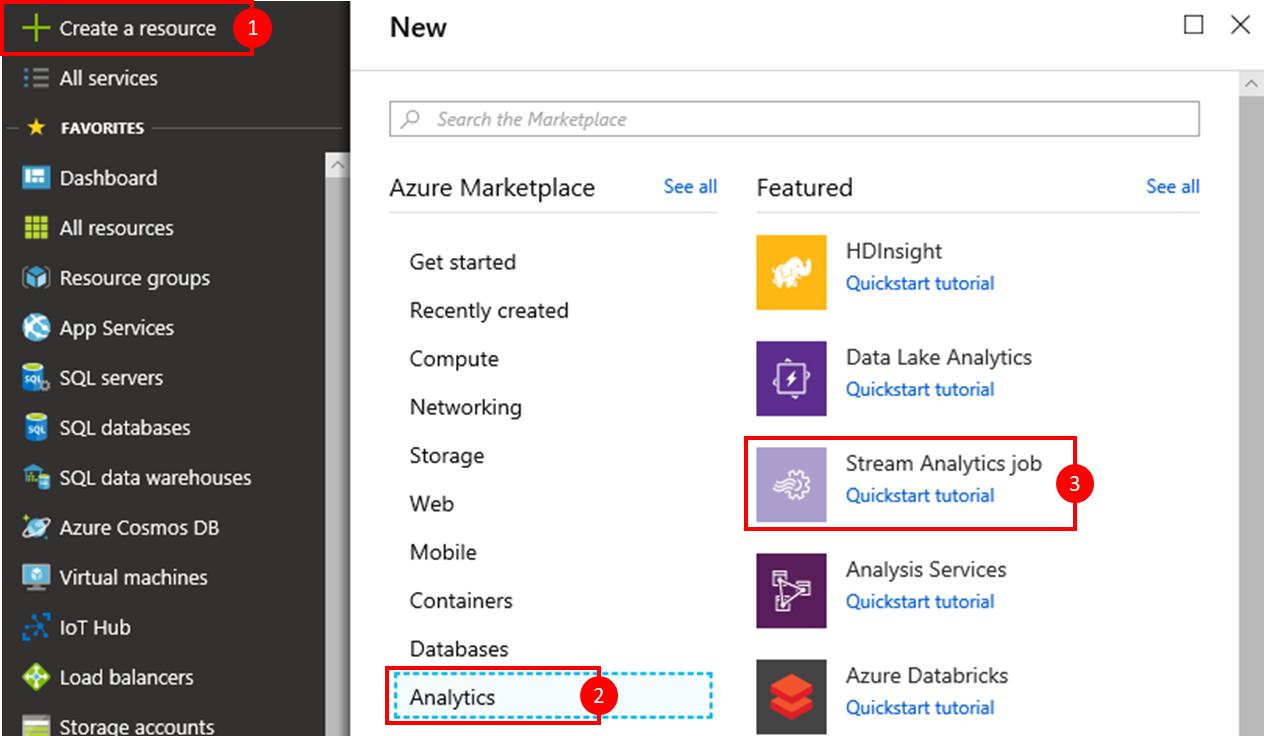 Create a resource
1
All services
FAVORITES
Dashboard
All resources
Resource groups
App Services
SQL servers
SQL databases
SQL data warehouses
Azure Cosmos DB
Virtual machines
IoT Hub
Load balancers
Storage accounts
New
Search the Marketplace
Azure Marketplace
See all
Get started
Recently created
Compute
Networking
Storage
Web
Mobile
Containers
Databases
Analytics
2
Featured
See all
HDInsight
Quickstart tutorial
Data Lake Analytics
Quickstart tutorial
Stream Analytics job
Quickstart tutorial
3
Analysis Services
Quickstart tutorial
Azure Databricks
Quickstart tutorial